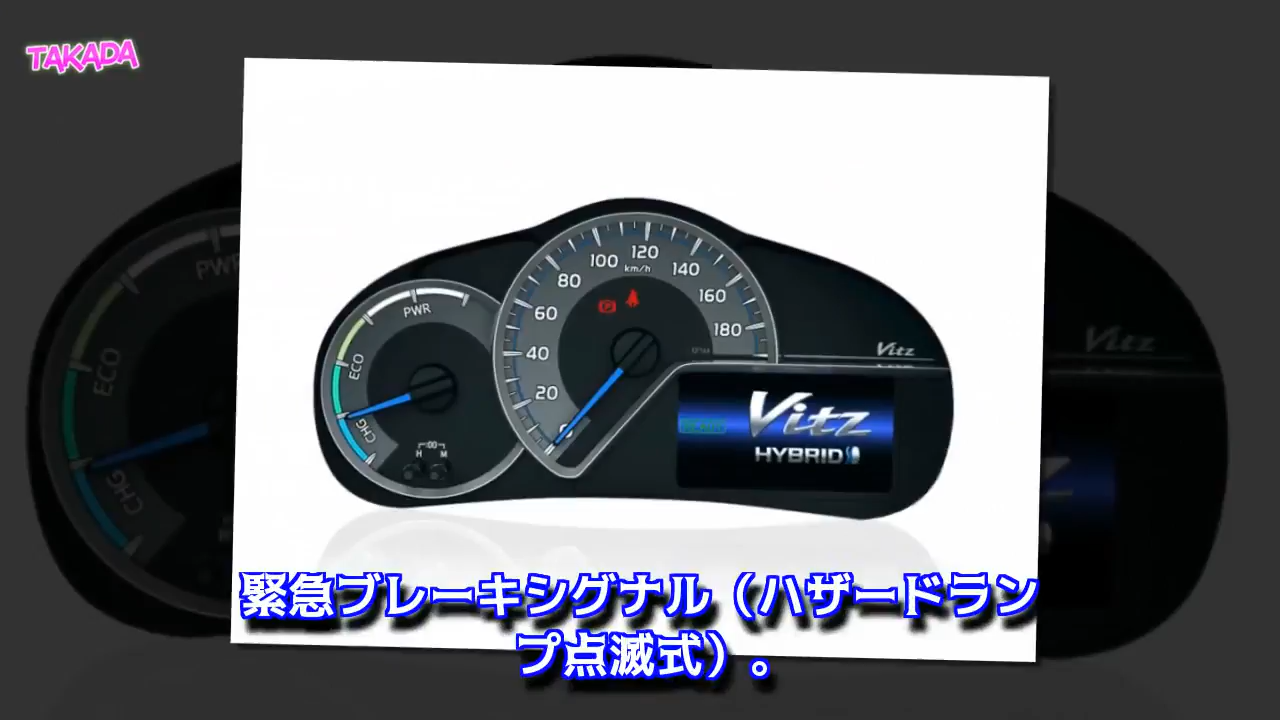 TAKADA
PWR
ECO
CHG
H :00 M
20
40
60
80
100
120
140
160
180
km/h
Vitz
Vitz
HYBRID
PWR
ECO
CHG
Vitz
緊急ブレーキシグナル（ハザードラン
プ点滅式）。